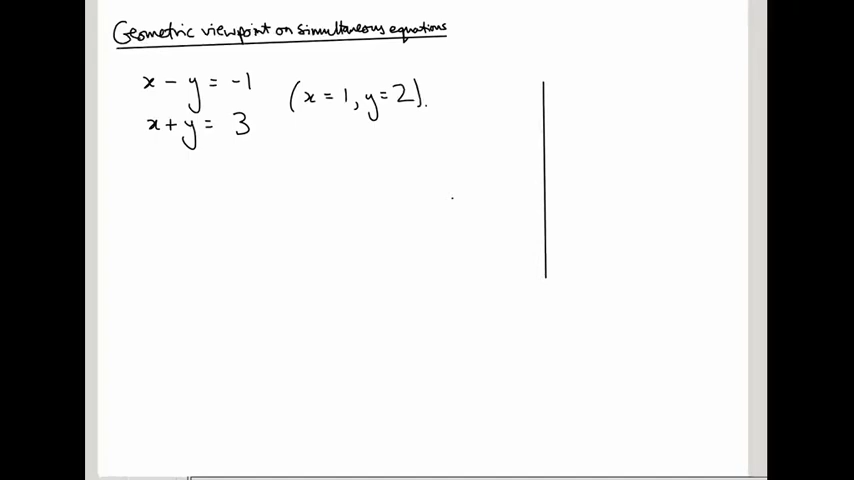 Geometric viewpoint on simultaneous equations
x - y = -1
(x = 1, y = 2).
x + y = 3